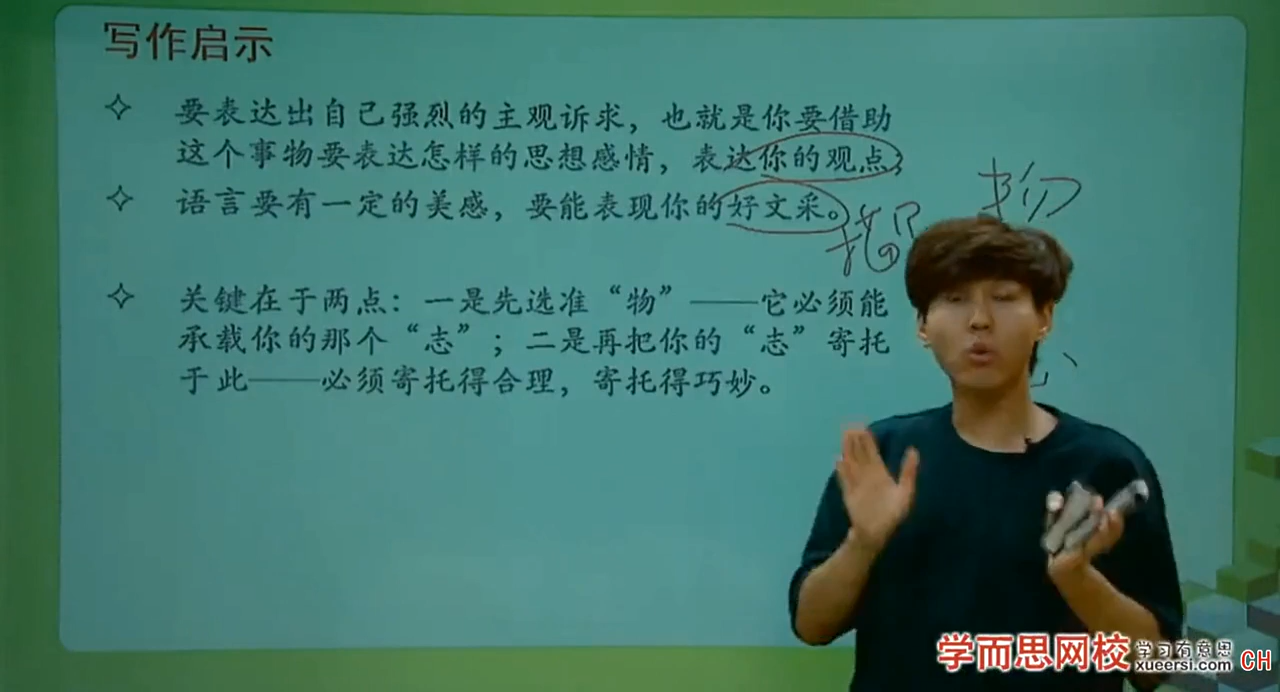 写作启示
要表达出自己强烈的主观诉求，也就是你要借助
这个事物要表达怎样的思想感情，表达你的观点；
语言要有一定的美感，要能表现你的好文采。
关键在于两点：一是先选准“物”——它必须能
承载你的那个“志”；二是再把你的“志”寄托
于此——必须寄托得合理，寄托得巧妙。
学而思网校
学习有意思
xueersi.com
CH